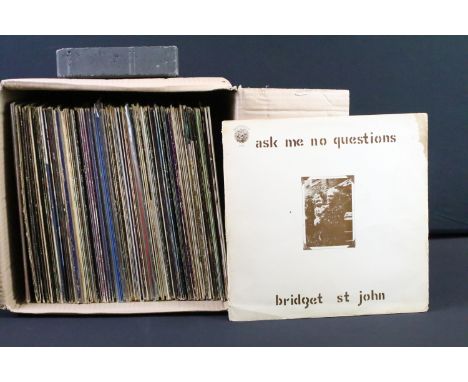 ask me no questions
bridget st john